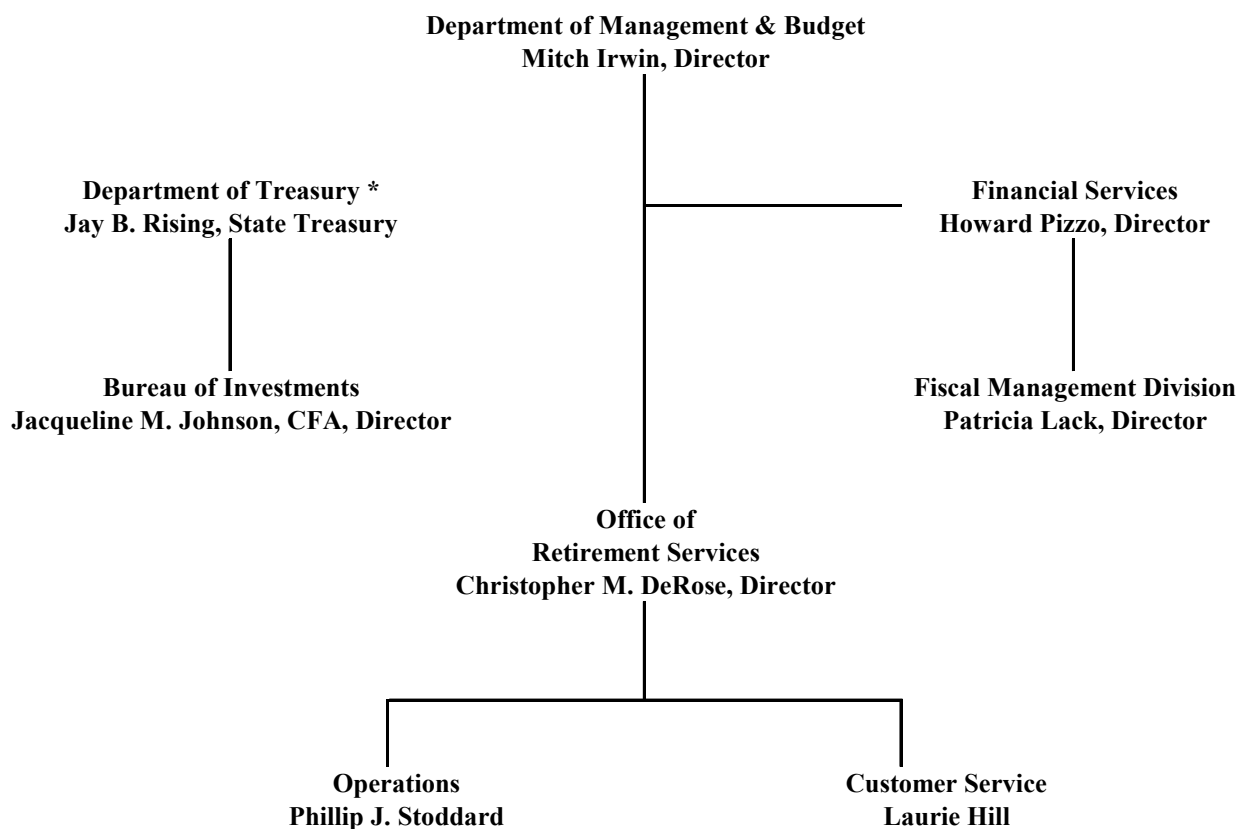 Department of Management & Budget
Mitch Irwin, Director
Department of Treasury *
Jay B. Rising, State Treasury
Financial Services
Howard Pizzo, Director
Bureau of Investments
Jacqueline M. Johnson, CFA, Director
Fiscal Management Division
Patricia Lack, Director
Office of
Retirement Services
Christopher M. DeRose, Director
Operations
Phillip J. Stoddard
Customer Service
Laurie Hill